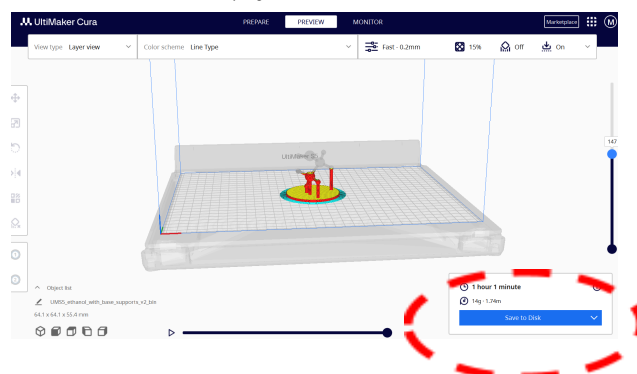 UltiMaker Cura
PREPARE PREVIEW MONITOR
Marketplace M
View type Layer view Color scheme Line Type Fast - 0.2mm 15% Off On
147
Object list
UMS5_ethanol_with_base_supports_v2_bin
64.1 x 64.1 x 55.4 mm
1 hour 1 minute
14g · 1.74m
Save to Disk